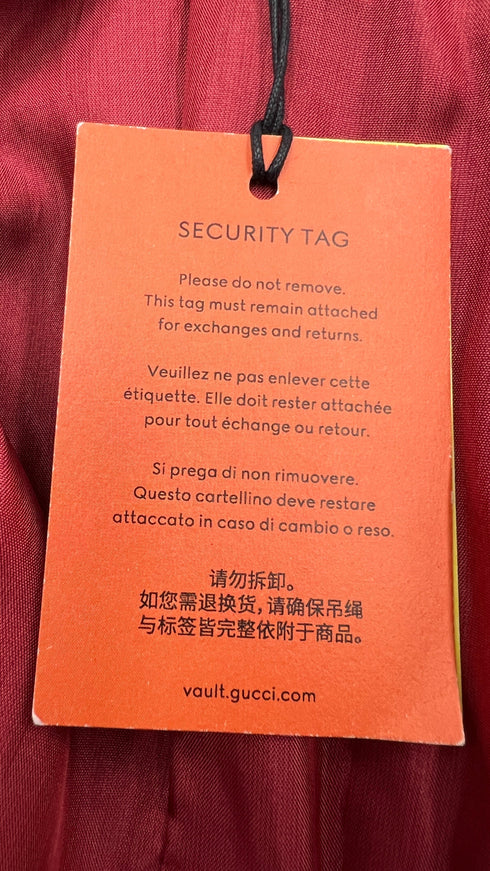 SECURITY TAG
Please do not remove.
This tag must remain attached
for exchanges and returns.
Veuillez ne pas enlever cette
étiquette. Elle doit rester attachée
pour tout échange ou retour.
Si prega di non rimuovere.
Questo cartellino deve restare
attaccato in caso di cambio o reso.
请勿拆卸。
如您需退换货，请确保吊绳
与标签皆完整依附于商品。
vault.gucci.com